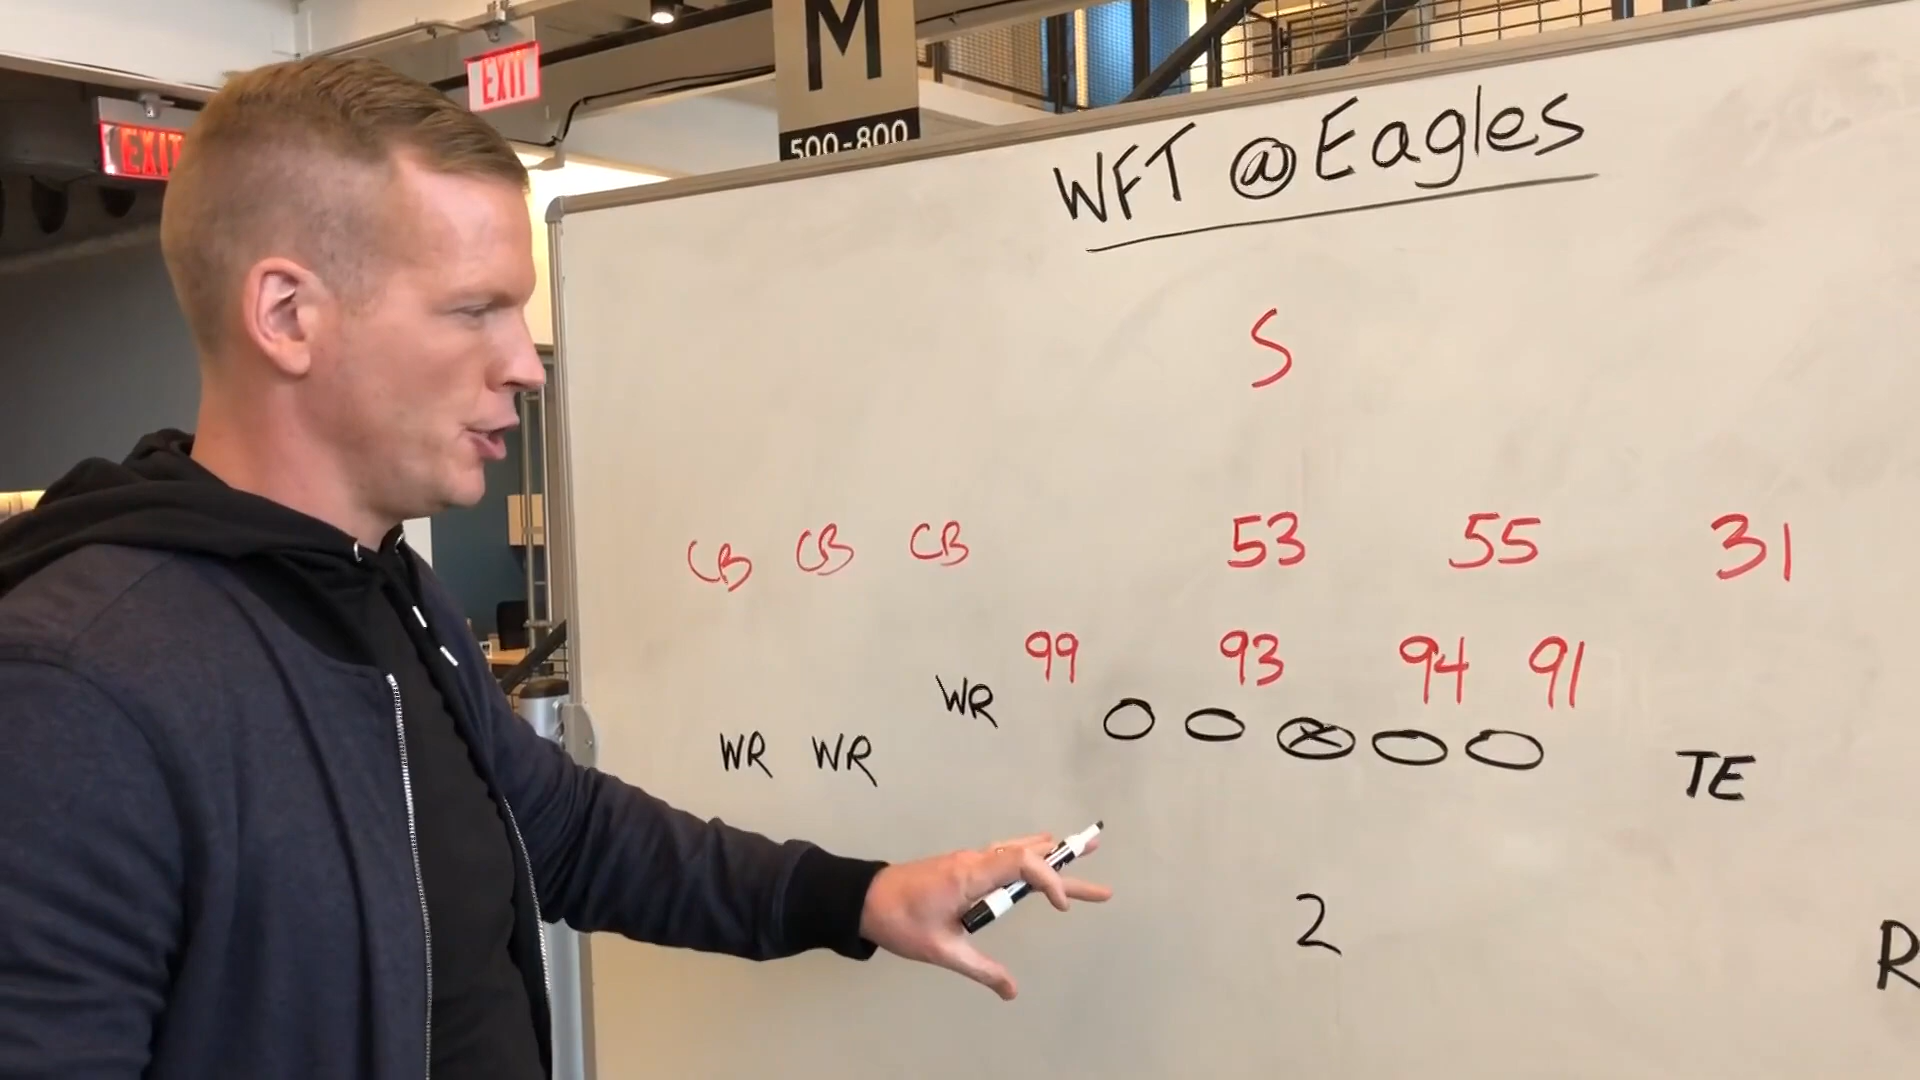 EXIT
EXIT
M
500-800
WFT @ Eagles
S
CB CB CB 53 55 31
99 93 94 91
WR
WR WR TE
2
R